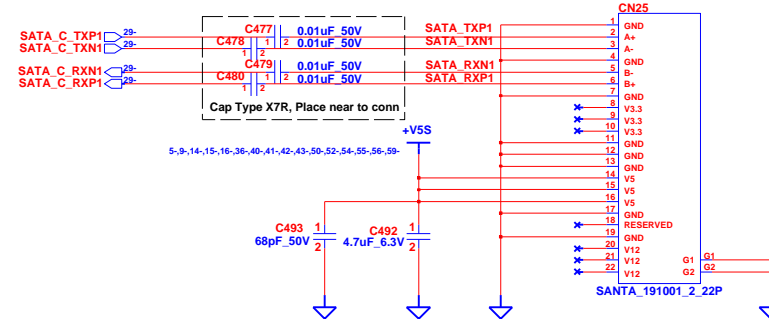 CN25
SATA_C_TXP1 29- C477 1 2 0.01uF_50V SATA_TXP1
SATA_C_TXN1 29- C478 1 2 0.01uF_50V SATA_TXN1
SATA_C_RXN1 29- C479 1 2 0.01uF_50V SATA_RXN1
SATA_C_RXP1 29- C480 1 2 0.01uF_50V SATA_RXP1
Cap Type X7R, Place near to conn
+V5S
5-,9-,14-,15-,16-,36-,40-,41-,42-,43-,50-,52-,54-,55-,56-,59-
C493 1 2
68pF_50V
C492 1 2
4.7uF_6.3V
1 GND
2 A+
3 A-
4 GND
5 B-
6 B+
7 GND
8 V3.3
9 V3.3
10 V3.3
11 GND
12 GND
13 GND
14 V5
15 V5
16 V5
17 GND
18 RESERVED
19 GND
20 V12
21 V12 G1 G1
22 V12 G2 G2
SANTA_191001_2_22P